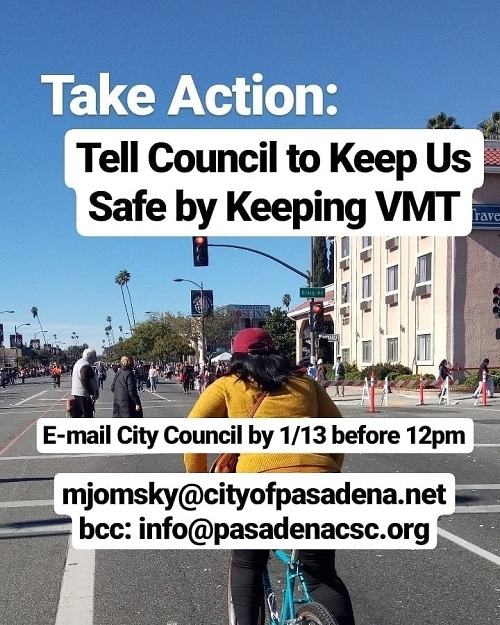 Take Action:
Tell Council to Keep Us
Safe by Keeping VMT
Trave
E-mail City Council by 1/13 before 12pm
mjomsky@cityofpasadena.net
bcc: info@pasadenacsc.org